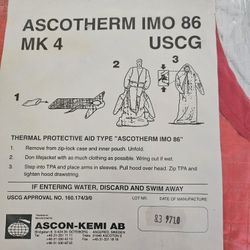 ASCOTHERM IMO 86
MK 4 USCG
1
2
3
THERMAL PROTECTIVE AID TYPE "ASCOTHERM IMO 86"
1. Remove from zip-lock case and inner pouch. Unfold.
2. Don lifejacket with as much clothing as possible. Wring out if wet.
3. Step into TPA and place arms in sleeves. Pull hood over head. Zip and tighten hood drawstring.
IF ENTERING WATER, DISCARD AND SWIM AWAY
USCG APPROVAL NO. 160.174/3/0
LOT NO
DATE OF MANUFACTURE
ASCON-KEMI AB